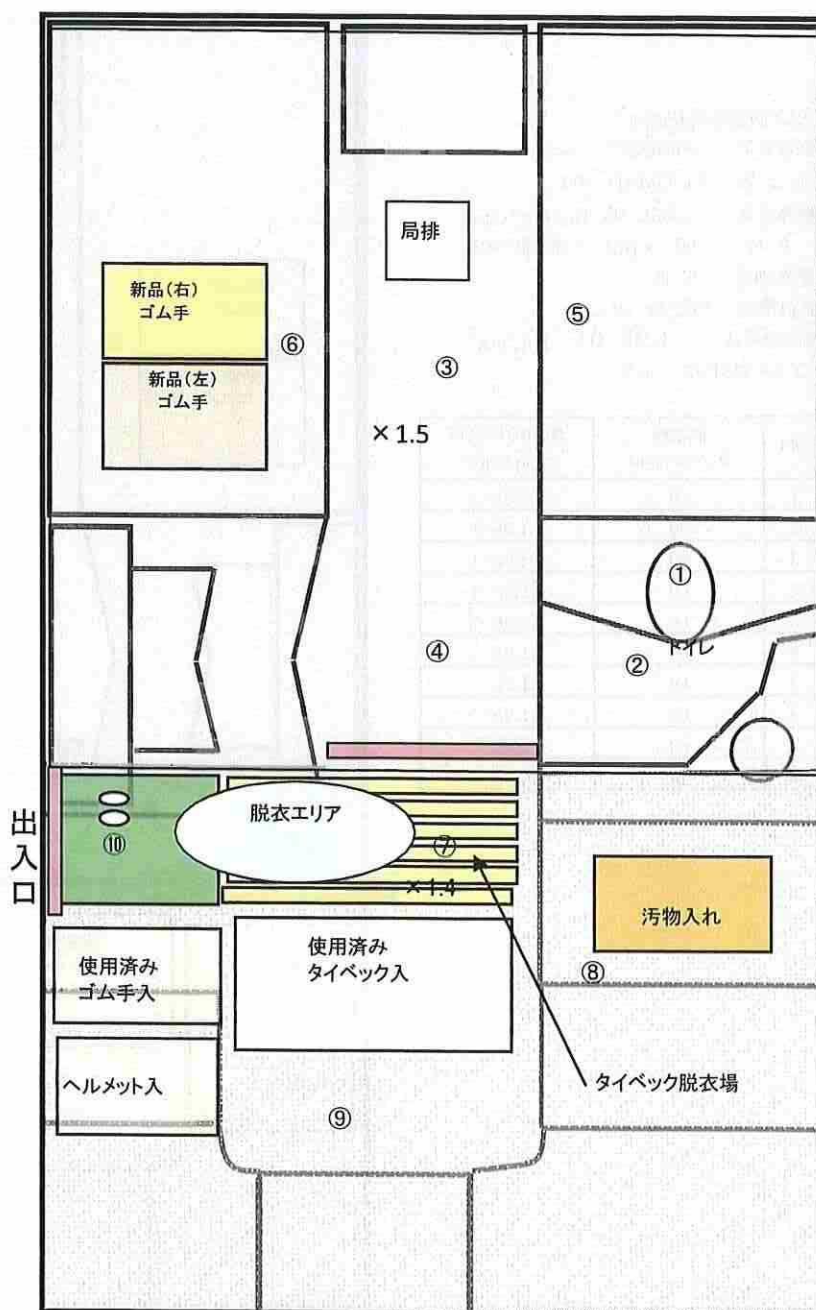 局排
新品(右)
ゴム手
⑤
⑥
新品(左)
ゴム手
③
×1.5
①
トイレ
④
②
出入口
脱衣エリア
⑩
⑦
×1.4
汚物入れ
使用済み
ゴム手入
使用済み
タイベック入
⑧
ヘルメット入
タイベック脱衣場
⑨